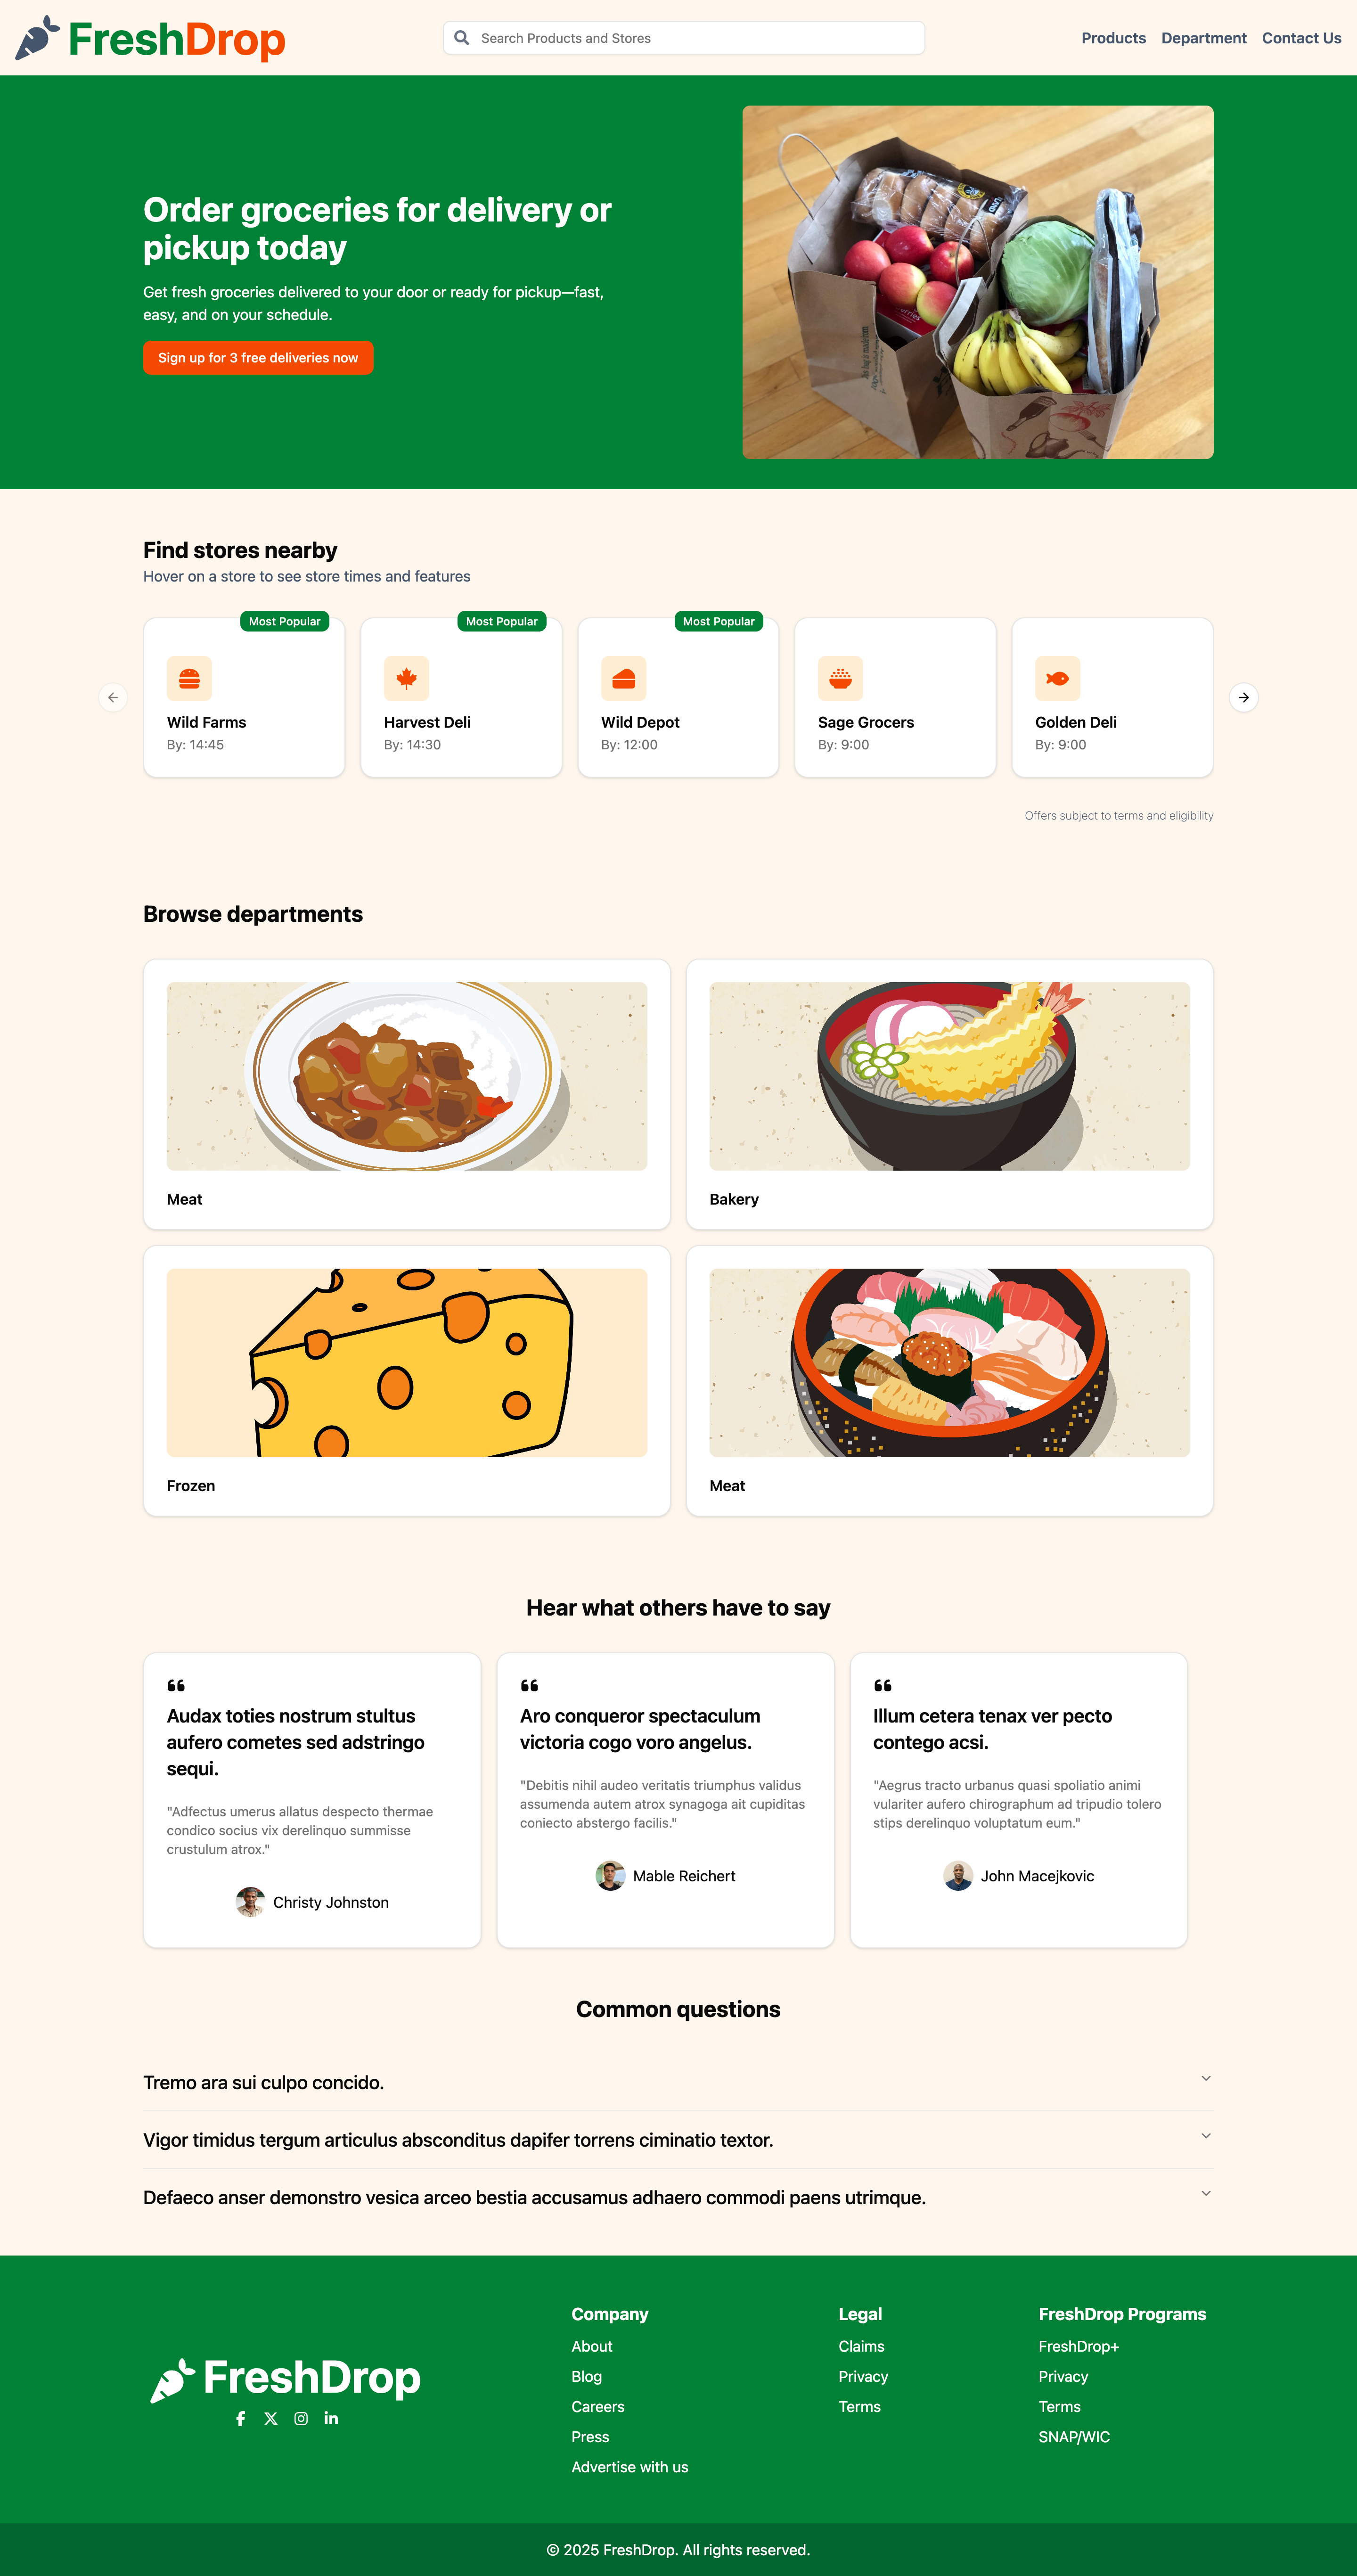 FreshDrop
Search Products and Stores
Products Department Contact Us
Order groceries for delivery or
pickup today
Get fresh groceries delivered to your door or ready for pickup—fast,
easy, and on your schedule.
Sign up for 3 free deliveries now
Find stores nearby
Hover on a store to see store times and features
Most Popular
Wild Farms
By: 14:45
Most Popular
Harvest Deli
By: 14:30
Most Popular
Wild Depot
By: 12:00
Sage Grocers
By: 9:00
Golden Deli
By: 9:00
Offers subject to terms and eligibility
Browse departments
Meat
Bakery
Frozen
Meat
Hear what others have to say
Audax toties nostrum stultus
aufero cometes sed adstringo
sequi.
"Adfectus umerus allatus despecto thermae
condico socius vix derelinquo summisse
crustulum atrox."
Christy Johnston
Aro conqueror spectaculum
victoria cogo voro angelus.
"Debitis nihil audeo veritatis triumphus validus
assumenda autem atrox synagoga ait cupiditas
coniecto abstergo facilis."
Mable Reichert
Illum cetera tenax ver pecto
contego acsi.
"Aegrus tracto urbanus quasi spoliatio animi
vulariter aufero chirographum ad tripudio tolero
stips derelinquo voluptatum eum."
John Macejkovic
Common questions
Tremo ara sui culpo concido.
Vigor timidus tergum articulus absconditus dapifer torrens ciminatio textor.
Defaeco anser demonstro vesica arceo bestia accusamus adhaero commodi paens utrimque.
FreshDrop
Company
About
Blog
Careers
Press
Advertise with us
Legal
Claims
Privacy
Terms
FreshDrop Programs
FreshDrop+
Privacy
Terms
SNAP/WIC
© 2025 FreshDrop. All rights reserved.